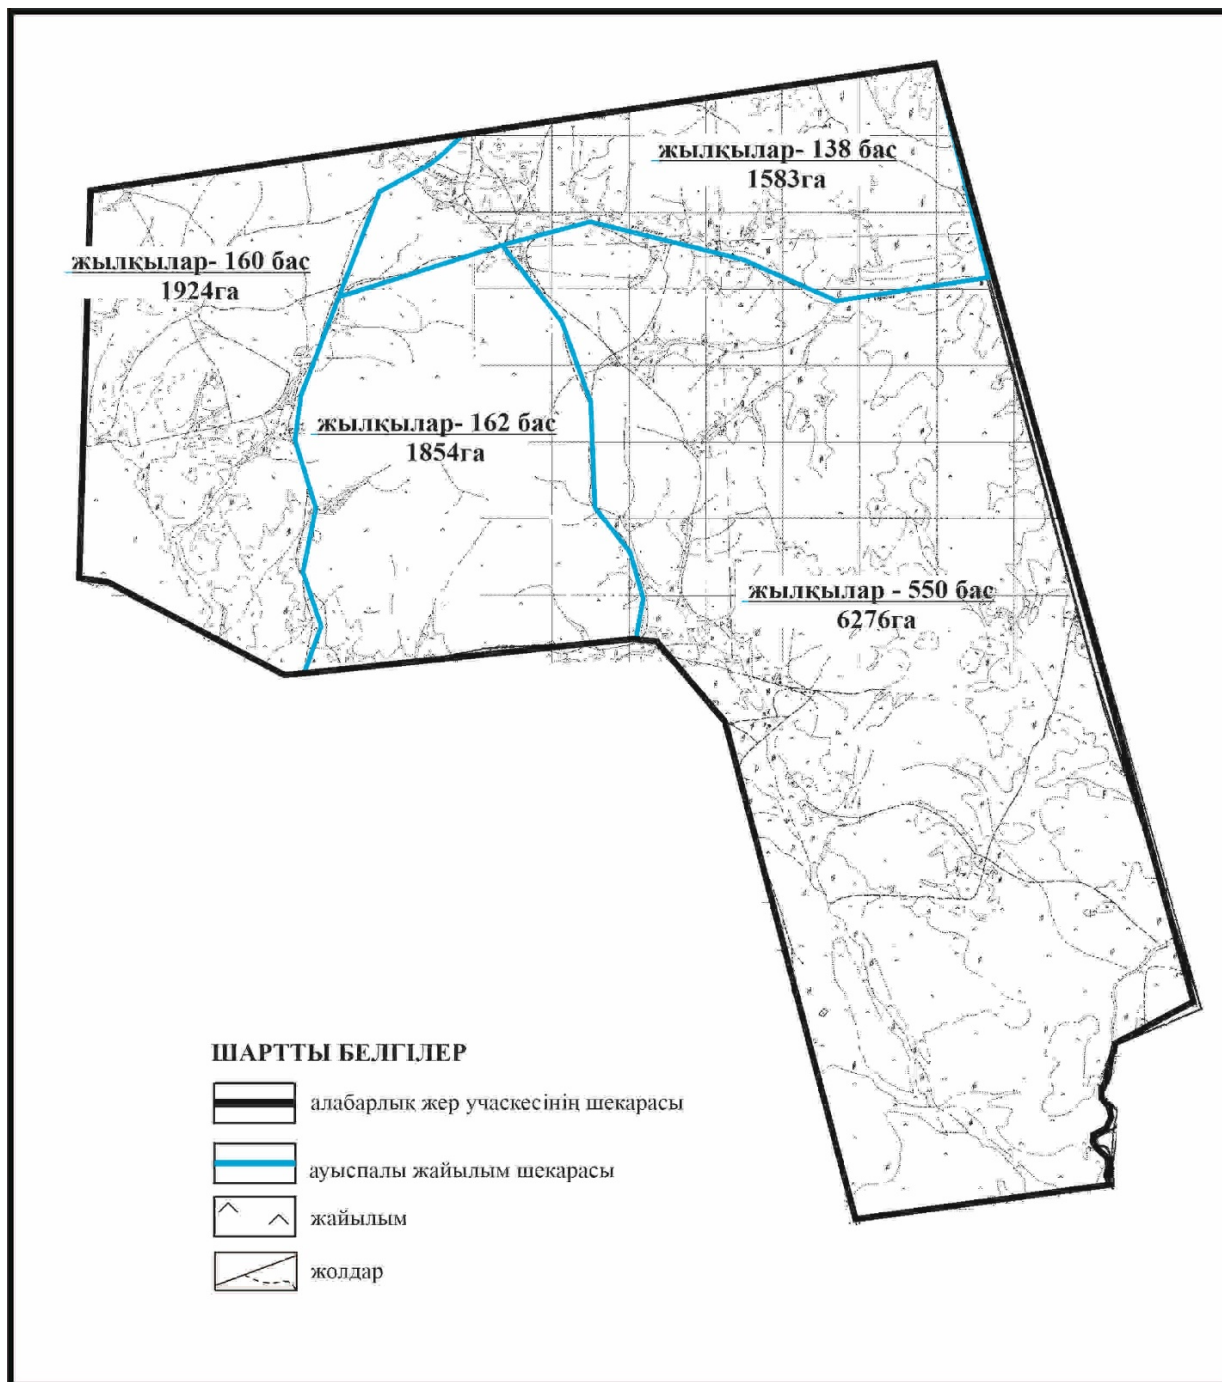 жылқылар- 138 бас
1583га
жылқылар- 160 бас
1924га
жылқылар- 162 бас
1854га
жылқылар - 550 бас
6276га
ШАРТТЫ БЕЛГІЛЕР
алабарлық жер учаскесінің шекарасы
ауыспалы жайылым шекарасы
жайылым
жолдар